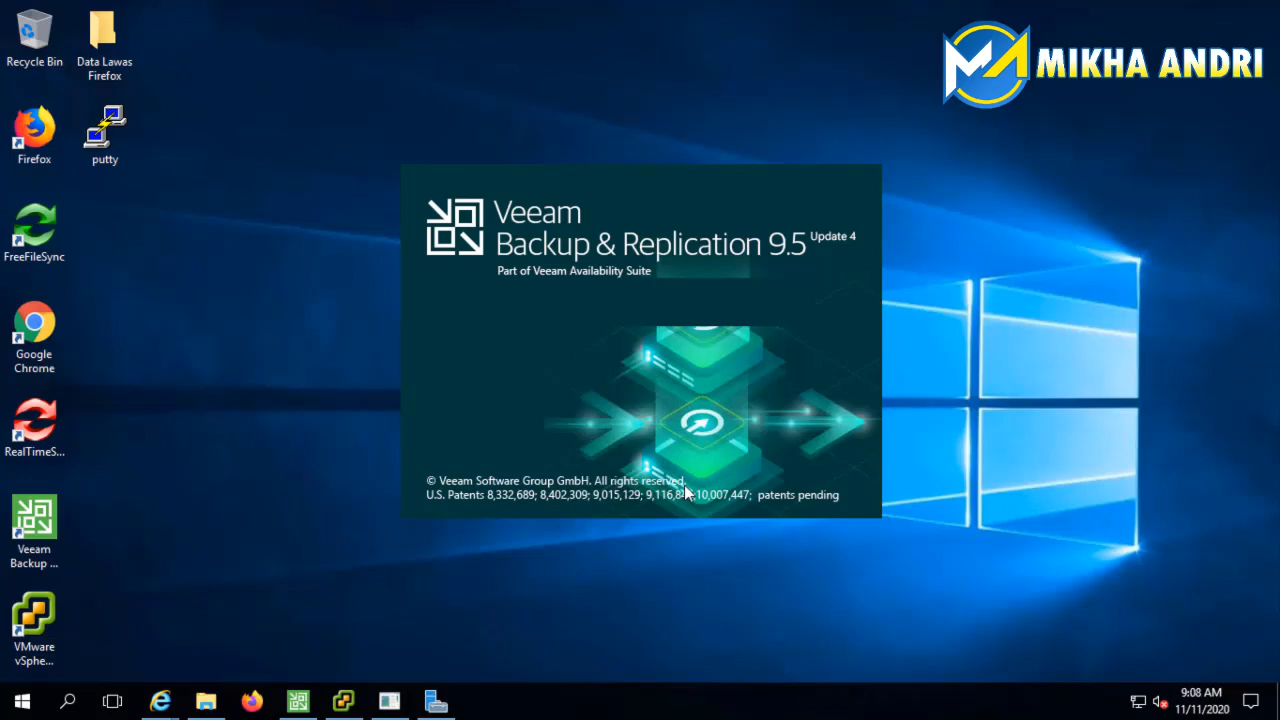 Recycle Bin
Data Lawas
Firefox
Firefox
putty
FreeFileSync
Google
Chrome
RealTimeS...
Veeam
Backup ...
VMware
vSphe...
MIKHA ANDRI
Veeam
Backup & Replication 9.5 Update 4
Part of Veeam Availability Suite
© Veeam Software Group GmbH. All rights reserved.
U.S. Patents 8,332,689; 8,402,309; 9,015,129; 10,007,447; patents pending
9:08 AM
11/11/2020